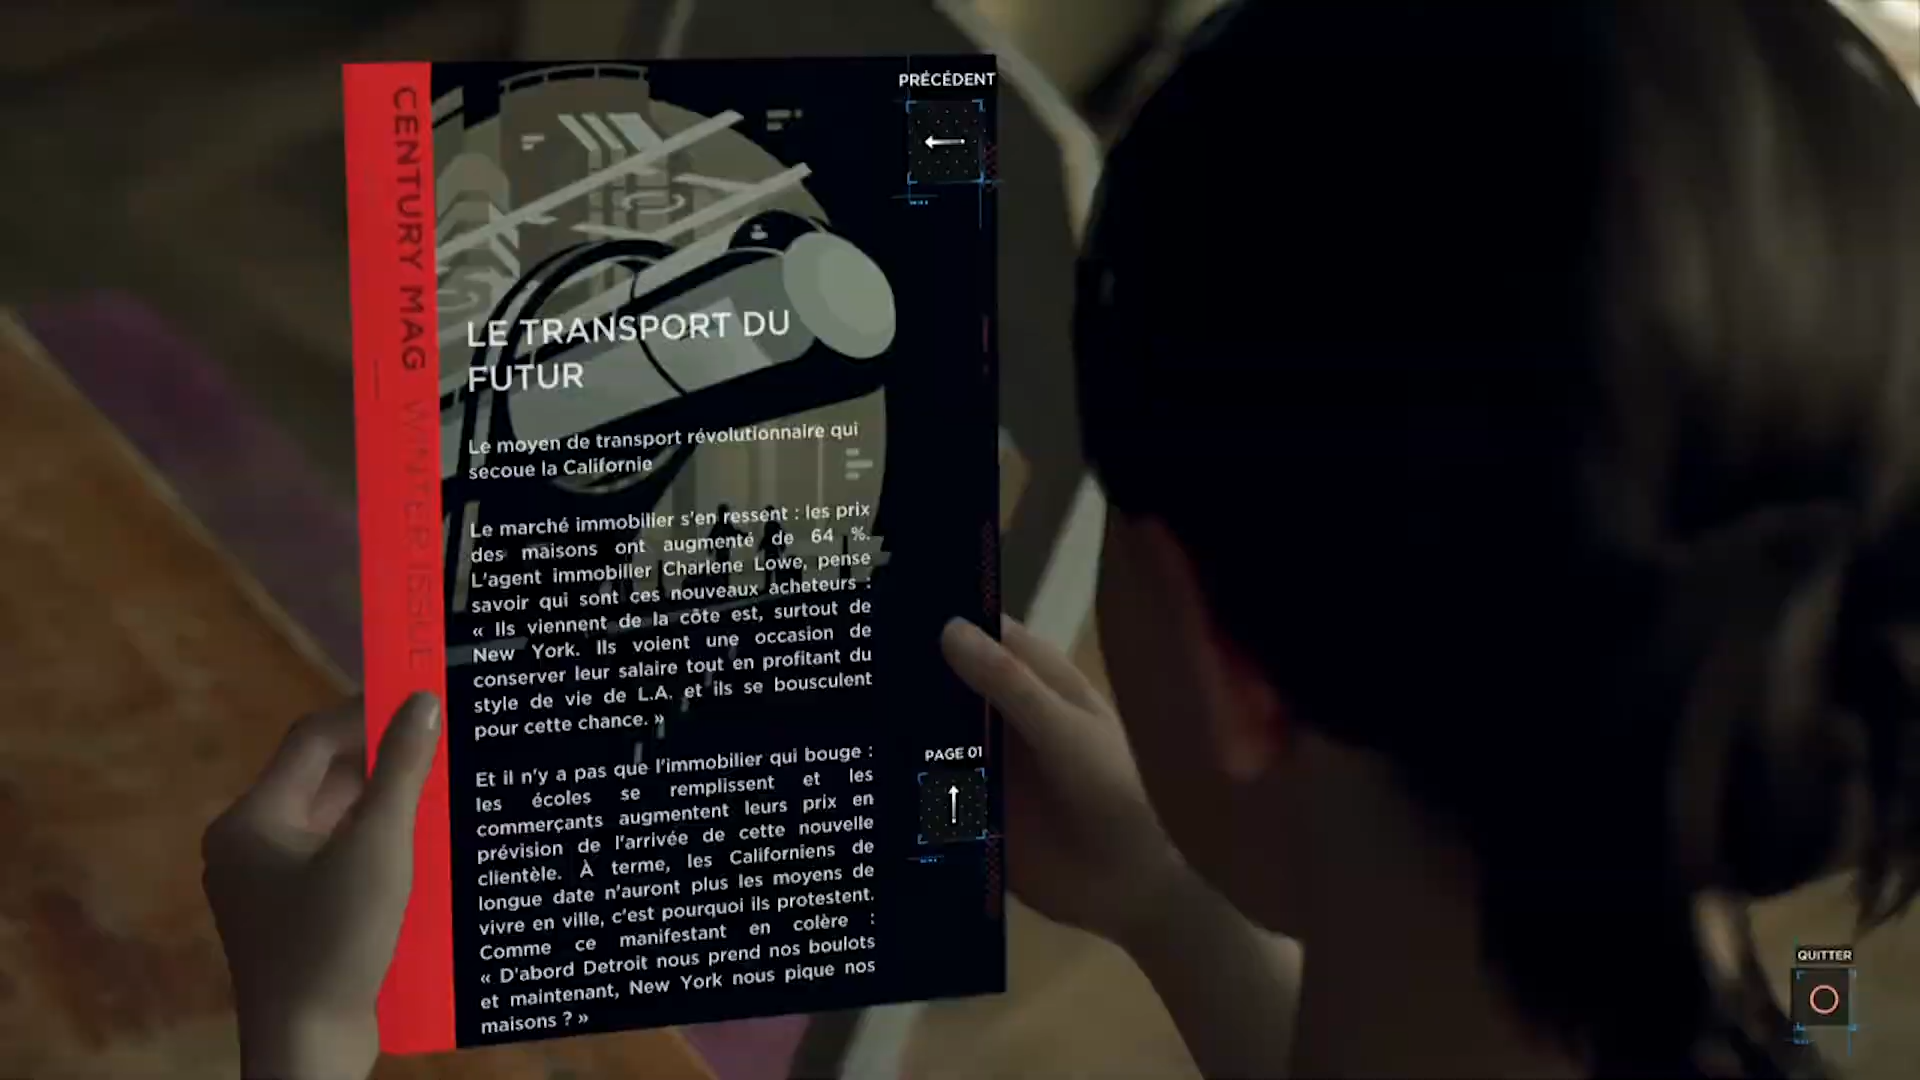 PRÉCÉDENT
CENTURY MAG WINTER ISSUE
LE TRANSPORT DU
FUTUR
Le moyen de transport révolutionnaire qui
secoue la Californie
Le marché immobilier s'en ressent : les prix
des maisons ont augmenté de 64 %.
L'agent immobilier Charlene Lowe, pense
savoir qui sont ces nouveaux acheteurs :
« Ils viennent de la côte est, surtout de
New York. Ils voient une occasion de
conserver leur salaire tout en profitant du
style de vie de L.A. et ils se bousculent
pour cette chance. »
Et il n'y a pas que l'immobilier qui bouge :
les écoles se remplissent et les
commerçants augmentent leurs prix en
prévision de l'arrivée de cette nouvelle
clientèle. À terme, les Californiens de
longue date n'auront plus les moyens de
vivre en ville, c'est pourquoi ils protestent.
Comme ce manifestant en colère :
« D'abord Detroit nous prend nos boulots
et maintenant, New York nous pique nos
maisons ? »
PAGE 01
QUITTER